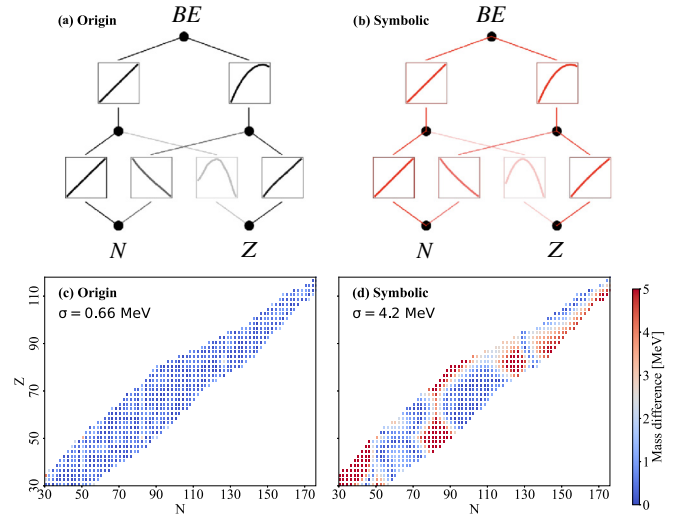 BE
(a) Origin
N
Z
BE
(b) Symbolic
N
Z
(c) Origin
σ = 0.66 MeV
110
90
70
50
30
Z
30 50 70 90 110 130 150 170
N
(d) Symbolic
σ = 4.2 MeV
30 50 70 90 110 130 150 170
N
5
4
3
2
1
0
Mass difference [MeV]